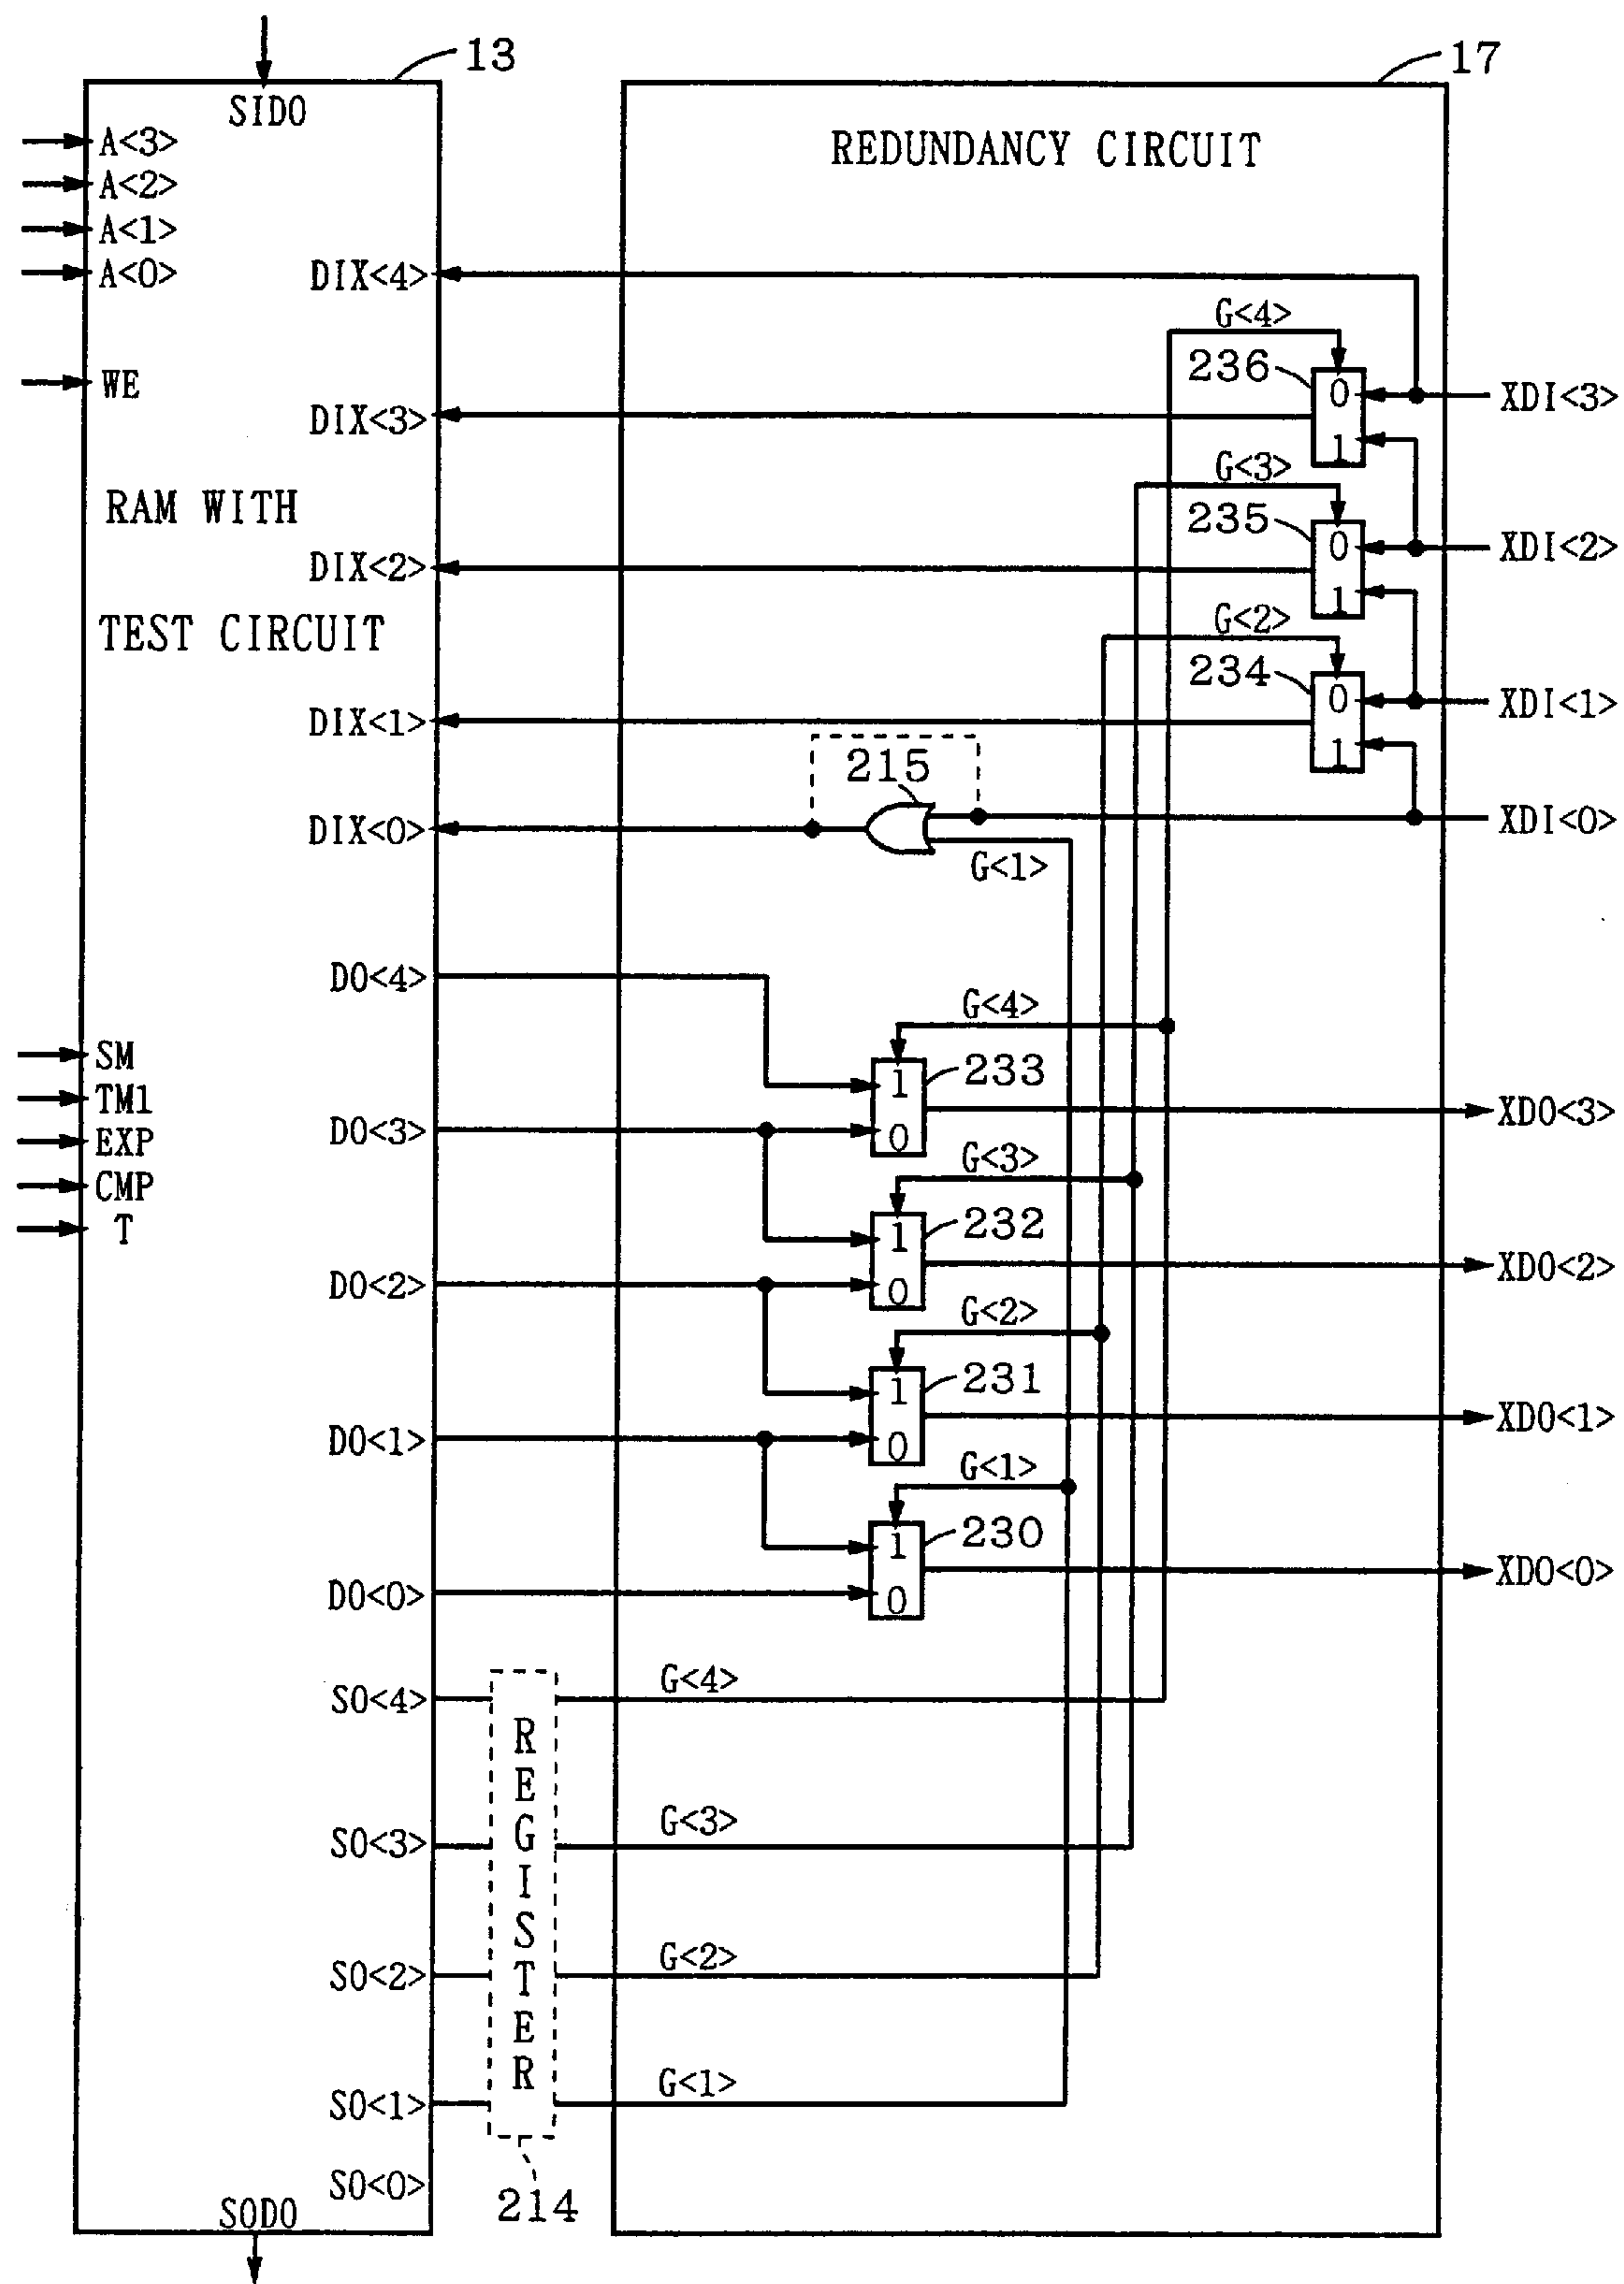 13
17
SIDO
REDUNDANCY CIRCUIT
A<3>
A<2>
A<1>
A<0>
DIX<4>
G<4>
236
0
1
XDI<3>
WE
DIX<3>
G<3>
RAM WITH
235
0
1
XDI<2>
DIX<2>
G<2>
TEST CIRCUIT
234
0
1
XDI<1>
DIX<1>
215
DIX<0>
G<1>
XDI<0>
DO<4>
G<4>
SM
TM1
EXP
CMP
T
1
0
233
XDO<3>
DO<3>
G<3>
1
0
232
XDO<2>
DO<2>
G<2>
1
0
231
XDO<1>
DO<1>
G<1>
1
0
230
XDO<0>
DO<0>
SO<4>
G<4>
REGISTER
SO<3>
G<3>
SO<2>
G<2>
SO<1>
G<1>
SO<0>
214
SODO